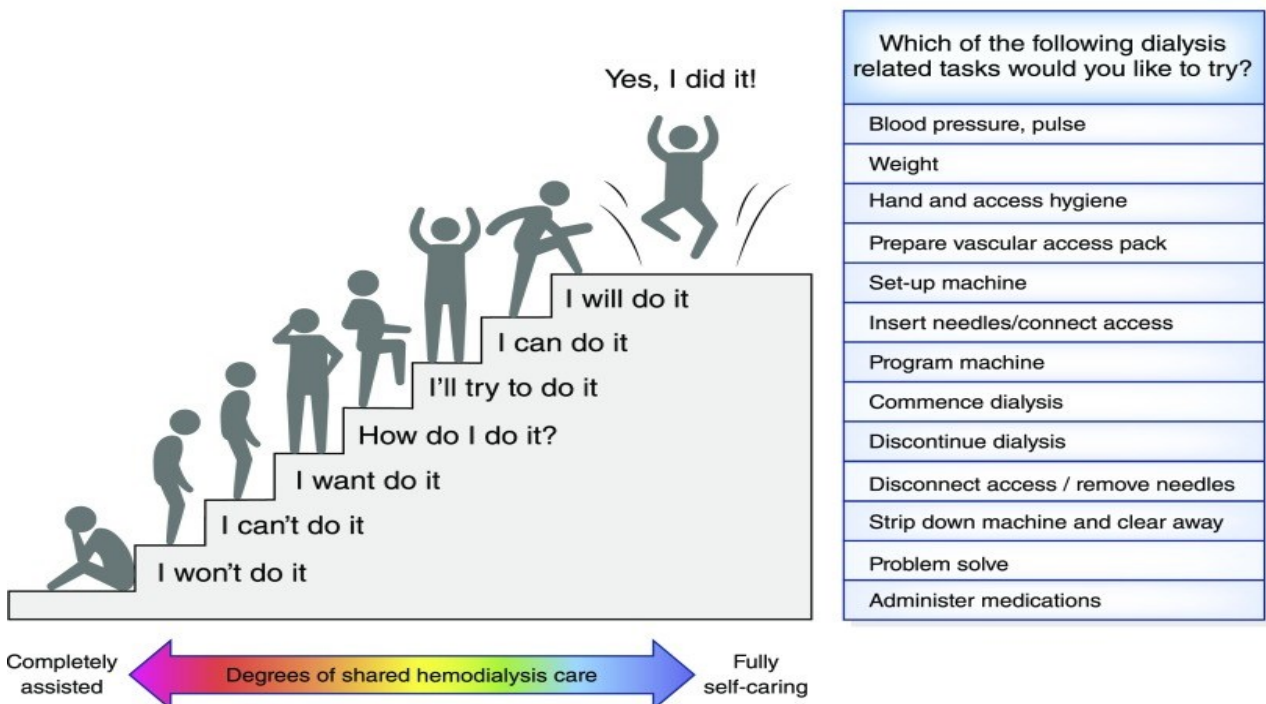 Yes, I did it!
I will do it
I can do it
I'll try to do it
How do I do it?
I want do it
I can't do it
I won't do it
Completely
assisted
Degrees of shared hemodialysis care
Fully
self-caring
Which of the following dialysis
related tasks would you like to try?
Blood pressure, pulse
Weight
Hand and access hygiene
Prepare vascular access pack
Set-up machine
Insert needles/connect access
Program machine
Commence dialysis
Discontinue dialysis
Disconnect access / remove needles
Strip down machine and clear away
Problem solve
Administer medications